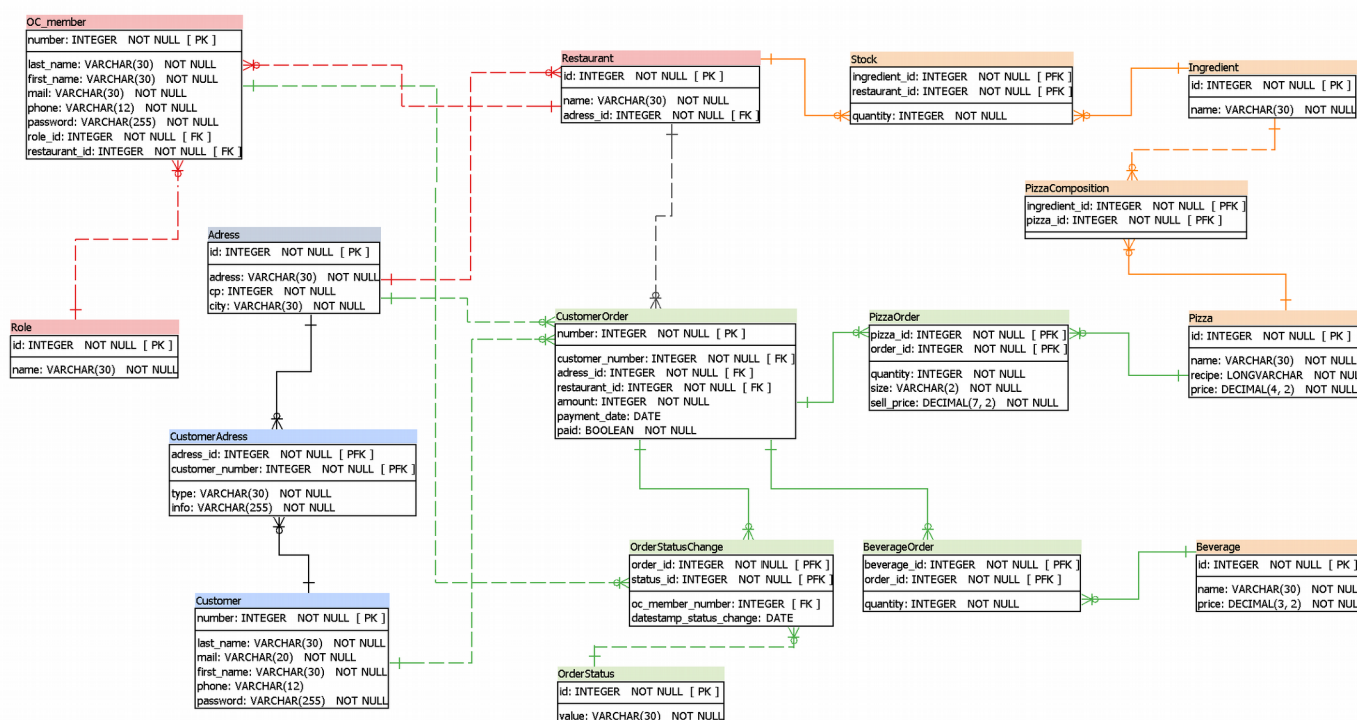 OC_member
number: INTEGER NOT NULL [ PK ]
last_name: VARCHAR(30) NOT NULL
first_name: VARCHAR(30) NOT NULL
mail: VARCHAR(30) NOT NULL
phone: VARCHAR(12) NOT NULL
password: VARCHAR(255) NOT NULL
role_id: INTEGER NOT NULL [ FK ]
restaurant_id: INTEGER NOT NULL [ FK ]
Restaurant
id: INTEGER NOT NULL [ PK ]
name: VARCHAR(30) NOT NULL
adress_id: INTEGER NOT NULL [ FK ]
Stock
ingredient_id: INTEGER NOT NULL [ PFK ]
restaurant_id: INTEGER NOT NULL [ PFK ]
quantity: INTEGER NOT NULL
Ingredient
id: INTEGER NOT NULL [ PK ]
name: VARCHAR(30) NOT NULL
PizzaComposition
ingredient_id: INTEGER NOT NULL [ PFK ]
pizza_id: INTEGER NOT NULL [ PFK ]
Adress
id: INTEGER NOT NULL [ PK ]
adress: VARCHAR(30) NOT NULL
cp: INTEGER NOT NULL
city: VARCHAR(30) NOT NULL
Role
id: INTEGER NOT NULL [ PK ]
name: VARCHAR(30) NOT NULL
CustomerOrder
number: INTEGER NOT NULL [ PK ]
customer_number: INTEGER NOT NULL [ FK ]
adress_id: INTEGER NOT NULL [ FK ]
restaurant_id: INTEGER NOT NULL [ FK ]
amount: INTEGER NOT NULL
payment_date: DATE
paid: BOOLEAN NOT NULL
PizzaOrder
pizza_id: INTEGER NOT NULL [ PFK ]
order_id: INTEGER NOT NULL [ PFK ]
quantity: INTEGER NOT NULL
size: VARCHAR(2) NOT NULL
sell_price: DECIMAL(7, 2) NOT NULL
Pizza
id: INTEGER NOT NULL [ PK ]
name: VARCHAR(30) NOT NULL
recipe: LONGVARCHAR NOT NULL
price: DECIMAL(4, 2) NOT NULL
CustomerAdress
adress_id: INTEGER NOT NULL [ PFK ]
customer_number: INTEGER NOT NULL [ PFK ]
type: VARCHAR(30) NOT NULL
info: VARCHAR(255) NOT NULL
Customer
number: INTEGER NOT NULL [ PK ]
last_name: VARCHAR(30) NOT NULL
mail: VARCHAR(20) NOT NULL
first_name: VARCHAR(30) NOT NULL
phone: VARCHAR(12)
password: VARCHAR(255) NOT NULL
OrderStatusChange
order_id: INTEGER NOT NULL [ PFK ]
status_id: INTEGER NOT NULL [ PFK ]
oc_member_number: INTEGER [ FK ]
datestamp_status_change: DATE
BeverageOrder
beverage_id: INTEGER NOT NULL [ PFK ]
order_id: INTEGER NOT NULL [ PFK ]
quantity: INTEGER NOT NULL
Beverage
id: INTEGER NOT NULL [ PK ]
name: VARCHAR(30) NOT NUL
price: DECIMAL(3, 2) NOT NUL
OrderStatus
id: INTEGER NOT NULL [ PK ]
value: VARCHAR(30) NOT NULL